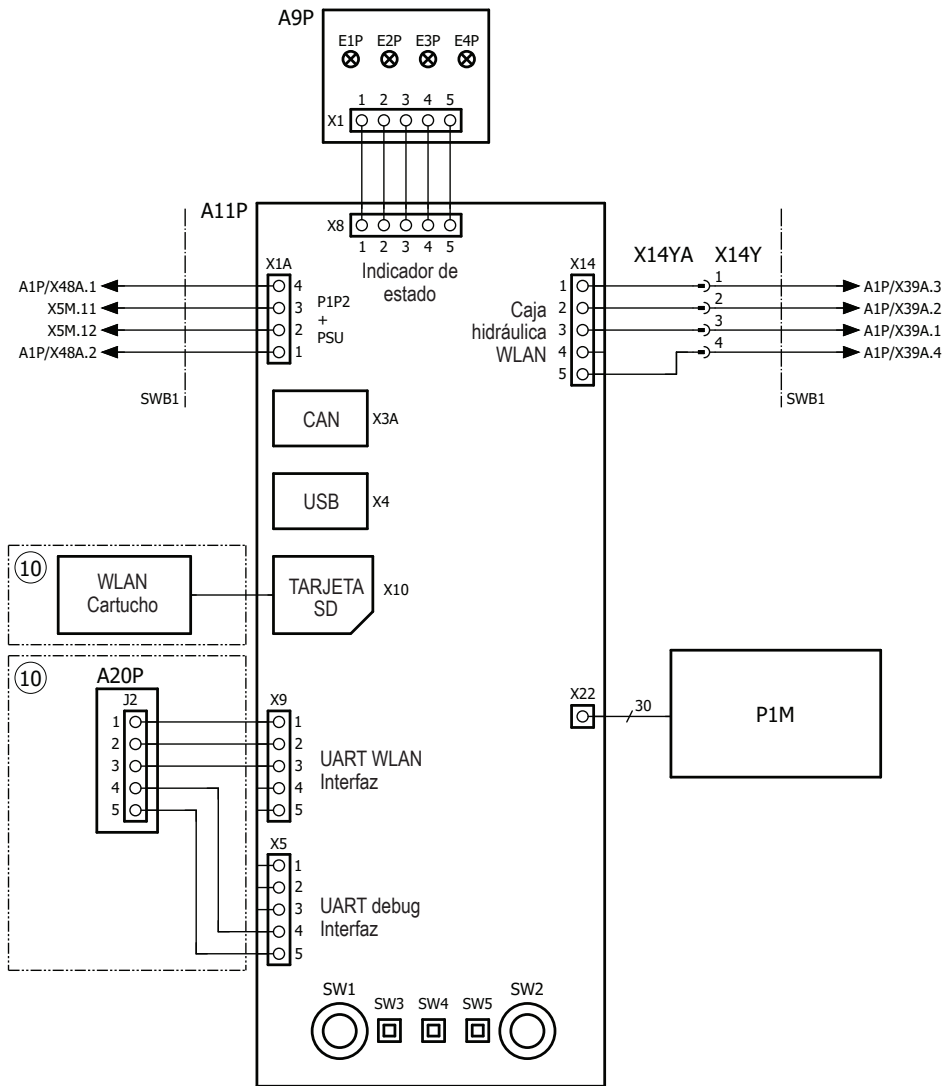 A9P
E1P E2P E3P E4P
1 2 3 4 5
X1
A11P
X8
1 2 3 4 5
Indicador de
estado
X1A
A1P/X48A.1
4
X5M.11
3
X5M.12
2
A1P/X48A.2
1
P1P2
+
PSU
SWB1
X14
X14YA
X14Y
1
2
3
4
5
Caja
hidráulica
WLAN
1
A1P/X39A.3
2
A1P/X39A.2
3
A1P/X39A.1
4
A1P/X39A.4
SWB1
CAN
X3A
USB
X4
10
WLAN
Cartucho
TARJETA
SD
X10
10
A20P
J2
1
2
3
4
5
X9
1
2
3
4
5
UART WLAN
Interfaz
X22
30
P1M
X5
1
2
3
4
5
UART debug
Interfaz
SW1
SW3
SW4
SW5
SW2